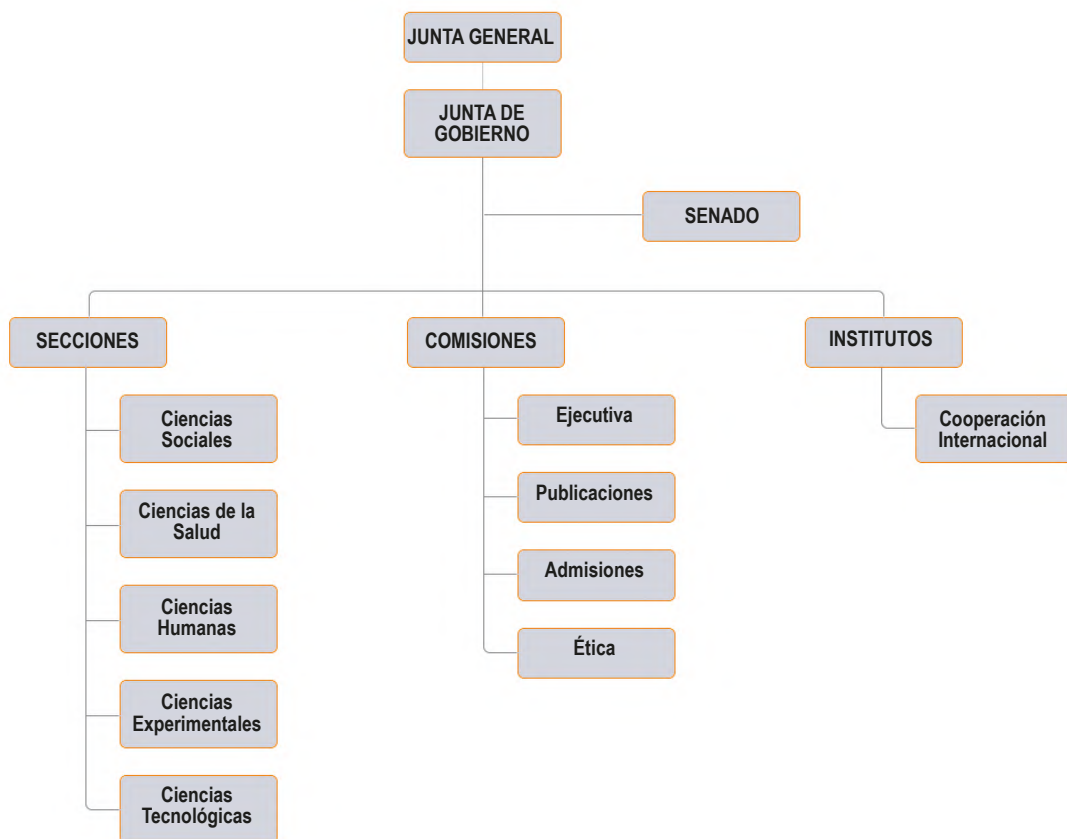 JUNTA GENERAL
JUNTA DE
GOBIERNO
SENADO
SECCIONES
COMISIONES
INSTITUTOS
Ciencias
Sociales
Ciencias de la
Salud
Ciencias
Humanas
Ciencias
Experimentales
Ciencias
Tecnológicas
Ejecutiva
Publicaciones
Admisiones
Ética
Cooperación
Internacional